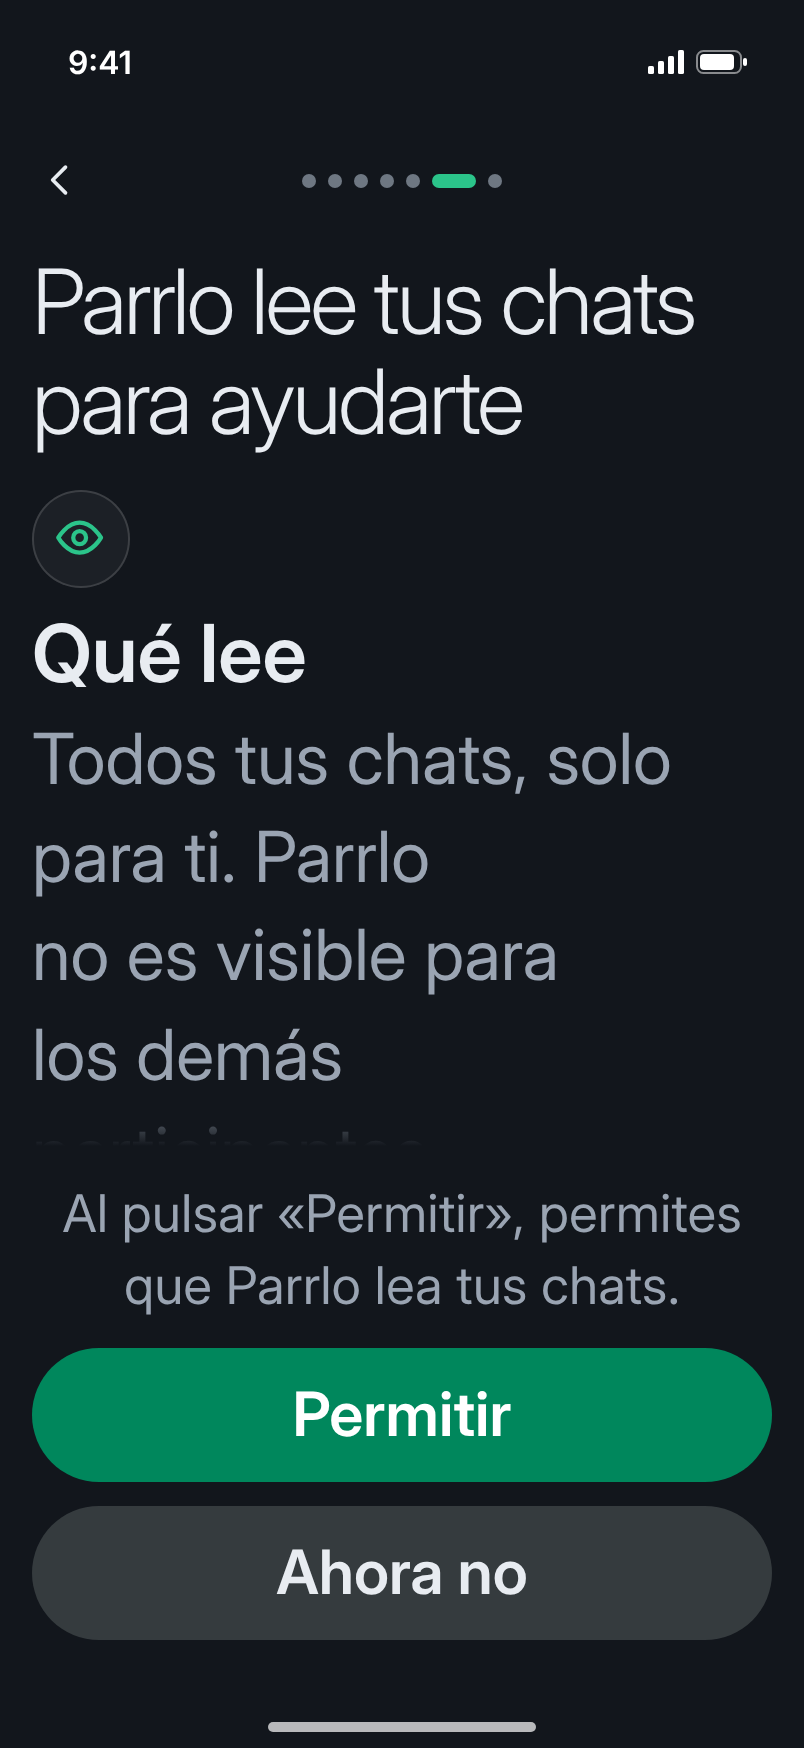 9:41
Parrlo lee tus chats
para ayudarte
Qué lee
Todos tus chats, solo
para ti. Parrlo
no es visible para
los demás
Al pulsar «Permitir», permites
que Parrlo lea tus chats.
Permitir
Ahora no